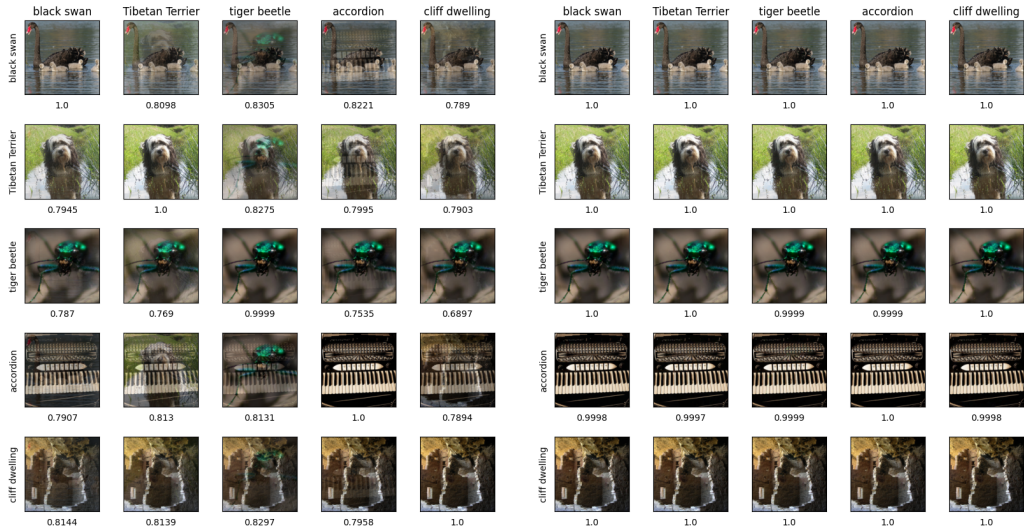 black swan Tibetan Terrier tiger beetle accordion cliff dwelling black swan Tibetan Terrier tiger beetle accordion cliff dwelling
black swan black swan
1.0 0.8098 0.8305 0.8221 0.789 1.0 1.0 1.0 1.0 1.0
Tibetan Terrier Tibetan Terrier
0.7945 1.0 0.8275 0.7995 0.7903 1.0 1.0 1.0 1.0 1.0
tiger beetle tiger beetle
0.787 0.769 0.9999 0.7535 0.6897 1.0 1.0 0.9999 0.9999 1.0
accordion accordion
0.7907 0.813 0.8131 1.0 0.7894 0.9998 0.9997 0.9999 1.0 0.9998
cliff dwelling cliff dwelling
0.8144 0.8139 0.8297 0.7958 1.0 1.0 1.0 1.0 1.0 1.0